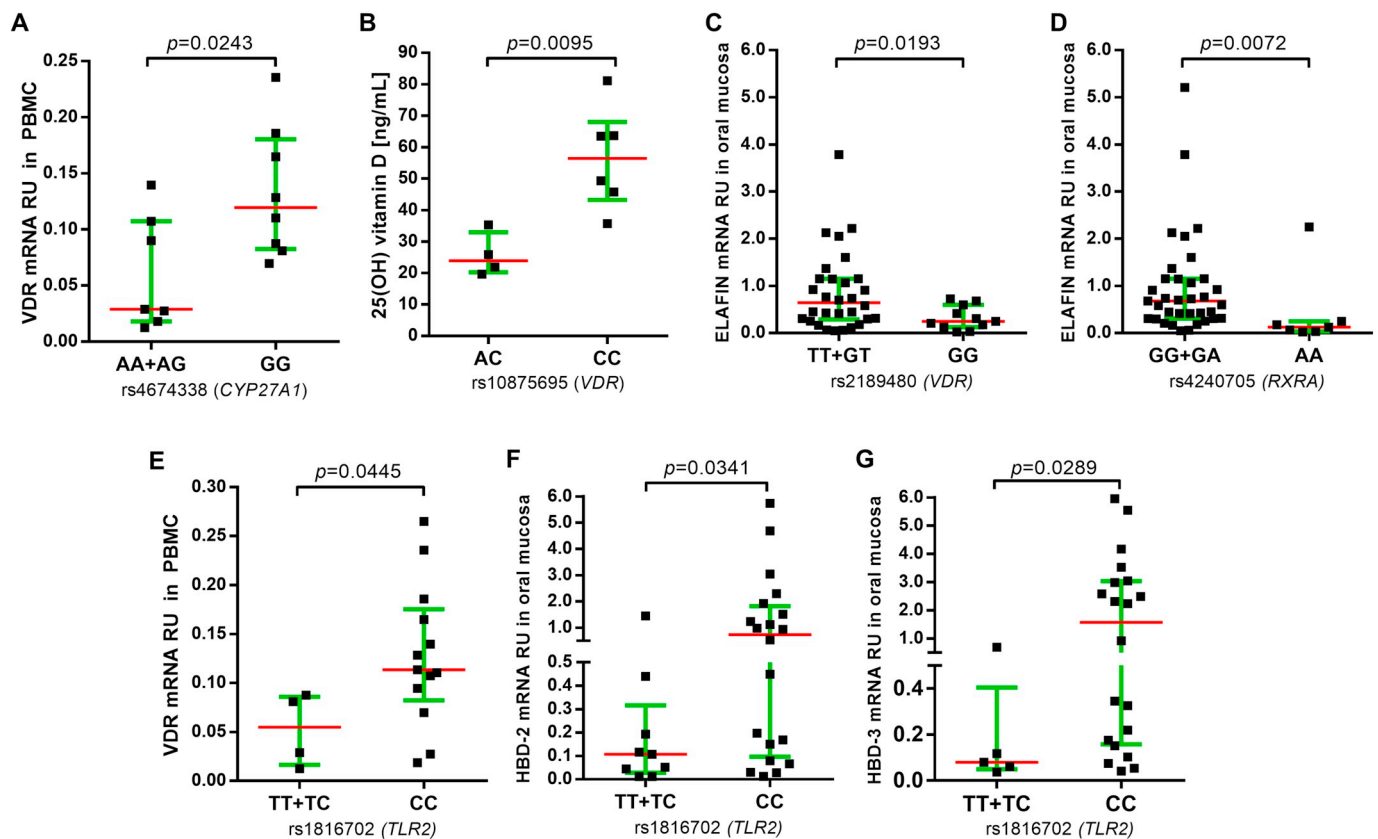 A
p=0.0243
VDR mRNA RU in PBMC
0.25
0.20
0.15
0.10
0.05
0.00
AA+AG GG
rs4674338 (CYP27A1)
B
p=0.0095
25(OH) vitamin D [ng/mL]
90
80
70
60
50
40
30
20
10
0
AC CC
rs10875695 (VDR)
C
p=0.0193
ELAFIN mRNA RU in oral mucosa
6.0
5.0
4.0
3.0
2.0
1.0
0.0
TT+GT GG
rs2189480 (VDR)
D
p=0.0072
ELAFIN mRNA RU in oral mucosa
6.0
5.0
4.0
3.0
2.0
1.0
0.0
GG+GA AA
rs4240705 (RXRA)
E
p=0.0445
VDR mRNA RU in PBMC
0.30
0.25
0.20
0.15
0.10
0.05
0.00
TT+TC CC
rs1816702 (TLR2)
F
p=0.0341
HBD-2 mRNA RU in oral mucosa
6.0
5.0
4.0
3.0
2.0
1.0
0.5
0.4
0.3
0.2
0.1
0.0
TT+TC CC
rs1816702 (TLR2)
G
p=0.0289
HBD-3 mRNA RU in oral mucosa
6.0
5.0
4.0
3.0
2.0
1.0
0.4
0.2
0.0
TT+TC CC
rs1816702 (TLR2)